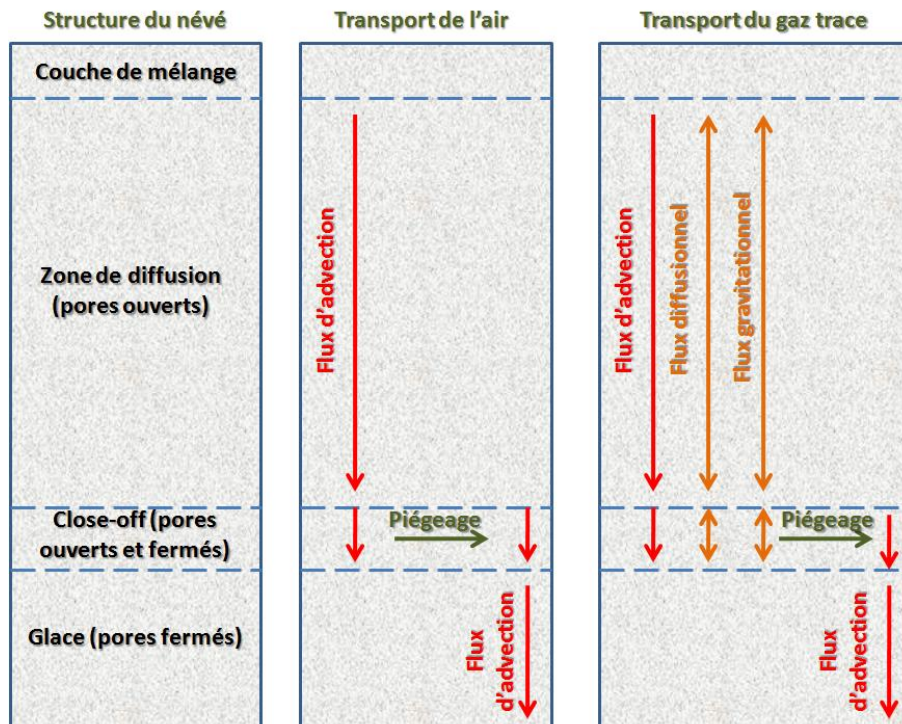 Structure du névé
Transport de l'air
Transport du gaz trace
Couche de mélange
Zone de diffusion
(pores ouverts)
Close-off (pores
ouverts et fermés)
Glace (pores fermés)
Flux d'advection
Piégeage
Flux
d'advection
Flux d'advection
Flux diffusionnel
Flux gravitationnel
Piégeage
Flux
d'advection